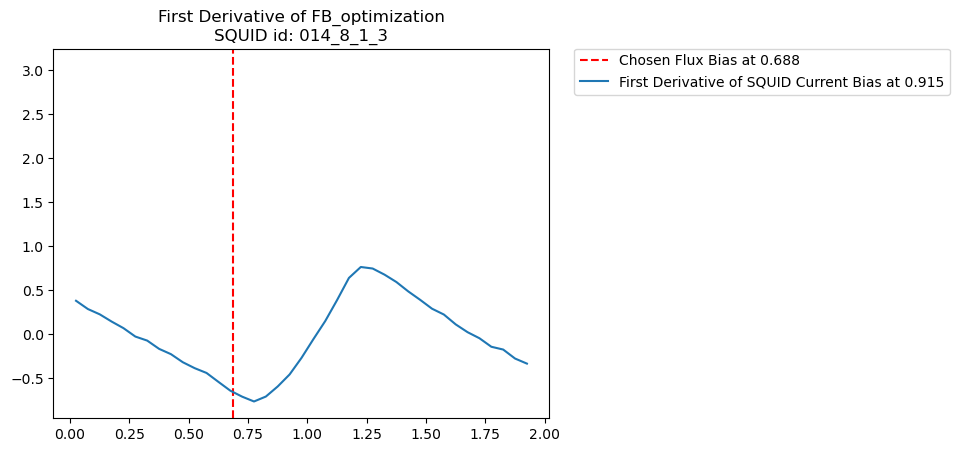 First Derivative of FB_optimization
SQUID id: 014_8_1_3
Chosen Flux Bias at 0.688
First Derivative of SQUID Current Bias at 0.915
3.0
2.5
2.0
1.5
1.0
0.5
0.0
−0.5
0.00 0.25 0.50 0.75 1.00 1.25 1.50 1.75 2.00